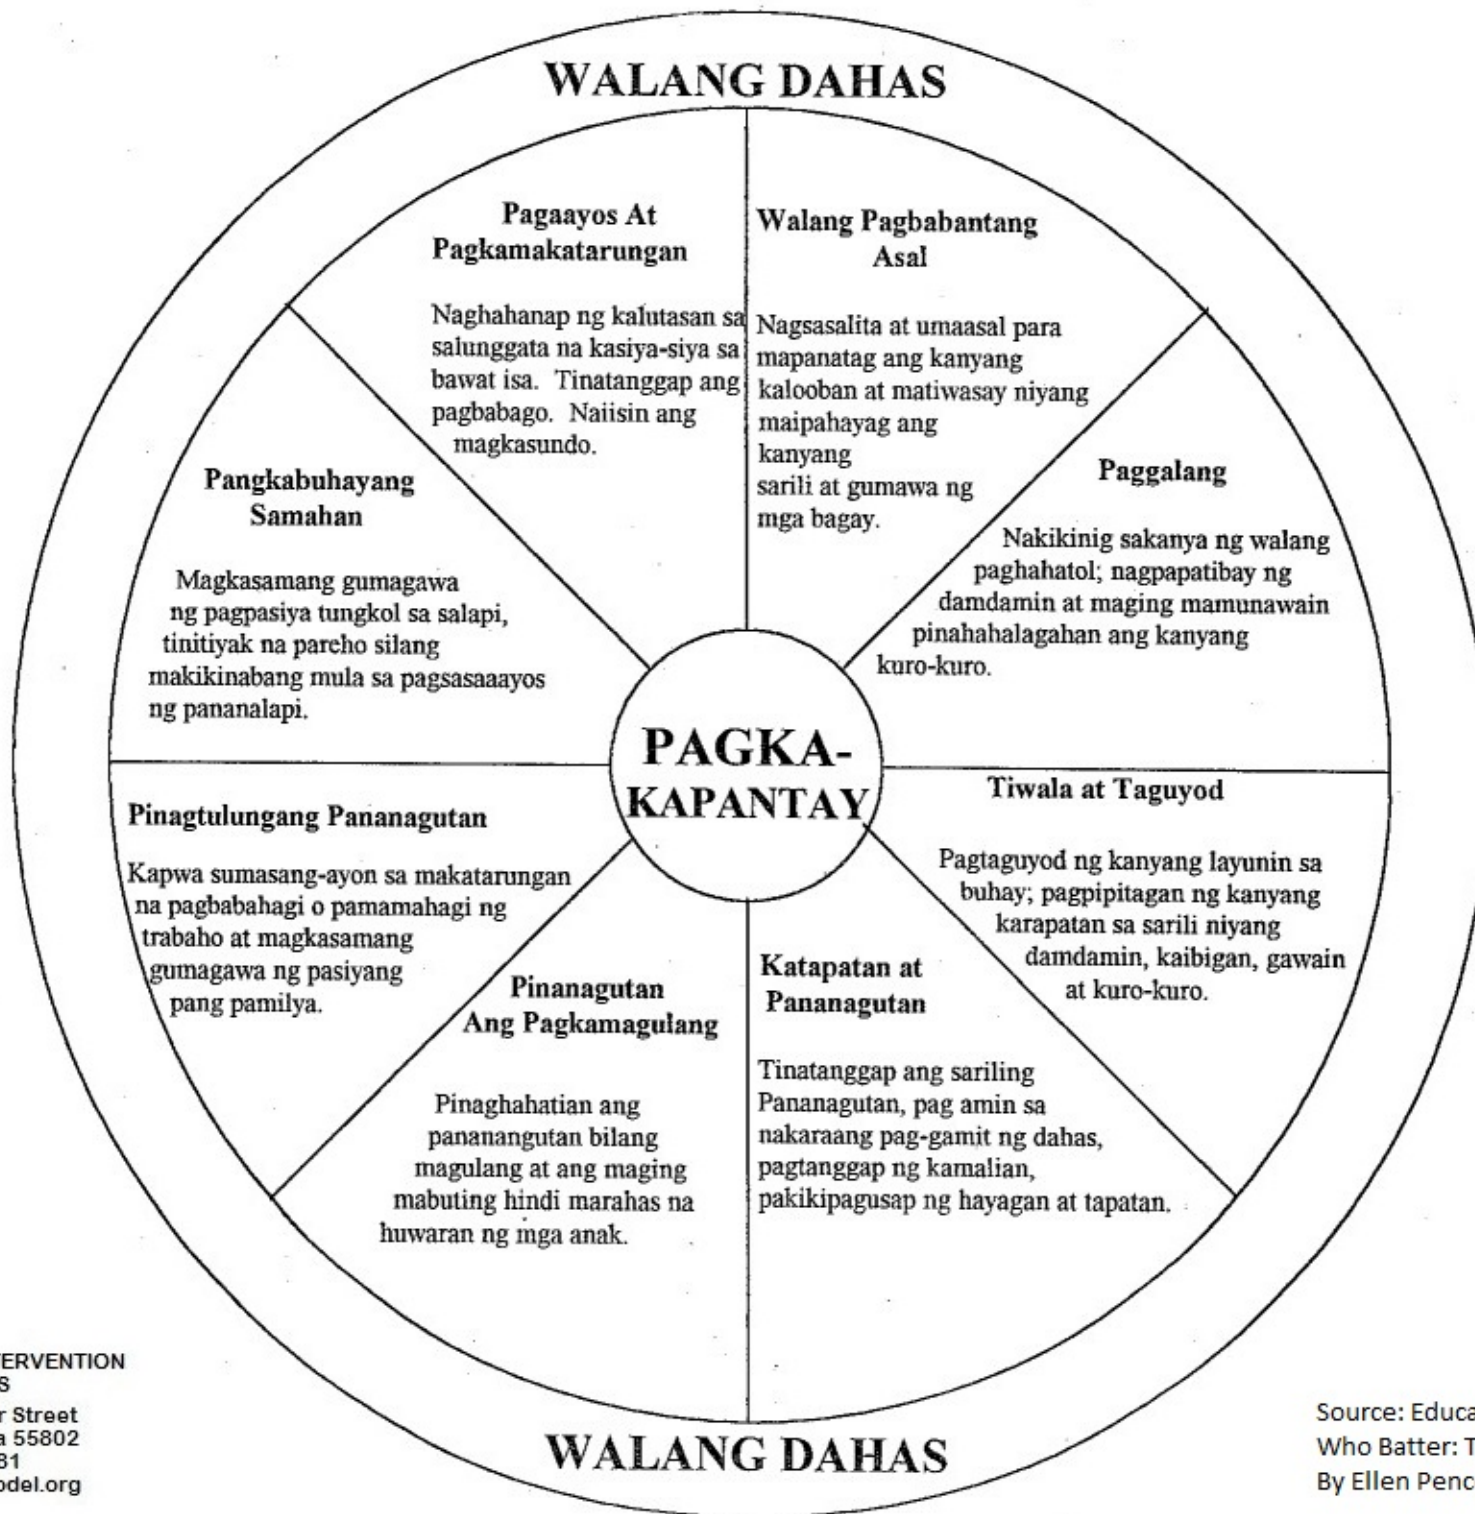 WALANG DAHAS
Pagaayos At
Pagkamakatarungan
Naghahanap ng kalutasan sa
salunggata na kasiya-siya sa
bawat isa. Tinatanggap ang
pagbabago. Naiisin ang
magkasundo.
Walang Pagbabantang
Asal
Nagsasalita at umaasal para
mapanatag ang kanyang
kalooban at matiwasay niyang
maipahayag ang
kanyang
sarili at gumawa ng
mga bagay.
Paggalang
Nakikinig sakanya ng walang
paghahatol; nagpapatibay ng
damdamin at maging mamunawain
pinahahalagahan ang kanyang
kuro-kuro.
Pangkabuhayang
Samahan
Magkasamang gumagawa
ng pagpasiya tungkol sa salapi,
tinitiyak na pareho silang
makikinabang mula sa pagsasaaayos
ng pananalapi.
PAGKA-
KAPANTAY
Tiwala at Taguyod
Pagtaguyod ng kanyang layunin sa
buhay; pagpipitagan ng kanyang
karapatan sa sarili niyang
damdamin, kaibigan, gawain
at kuro-kuro.
Pinagtulungang Pananagutan
Kapwa sumasang-ayon sa makatarungan
na pagbabahagi o pamamahagi ng
trabaho at magkasamang
gumagawa ng pasiyang
pang pamilya.
Pinanagutan
Ang Pagkamagulang
Pinaghahatian ang
pananangutan bilang
magulang at ang maging
mabuting hindi marahas na
huwaran ng mga anak.
Katapatan at
Pananagutan
Tinatanggap ang sariling
Pananagutan, pag amin sa
nakaraang pag-gamit ng dahas,
pagtanggap ng kamalian,
pakikipagusap ng hayagan at tapatan.
WALANG DAHAS
Street
55802
Source:
Who Batter:
By Ellen